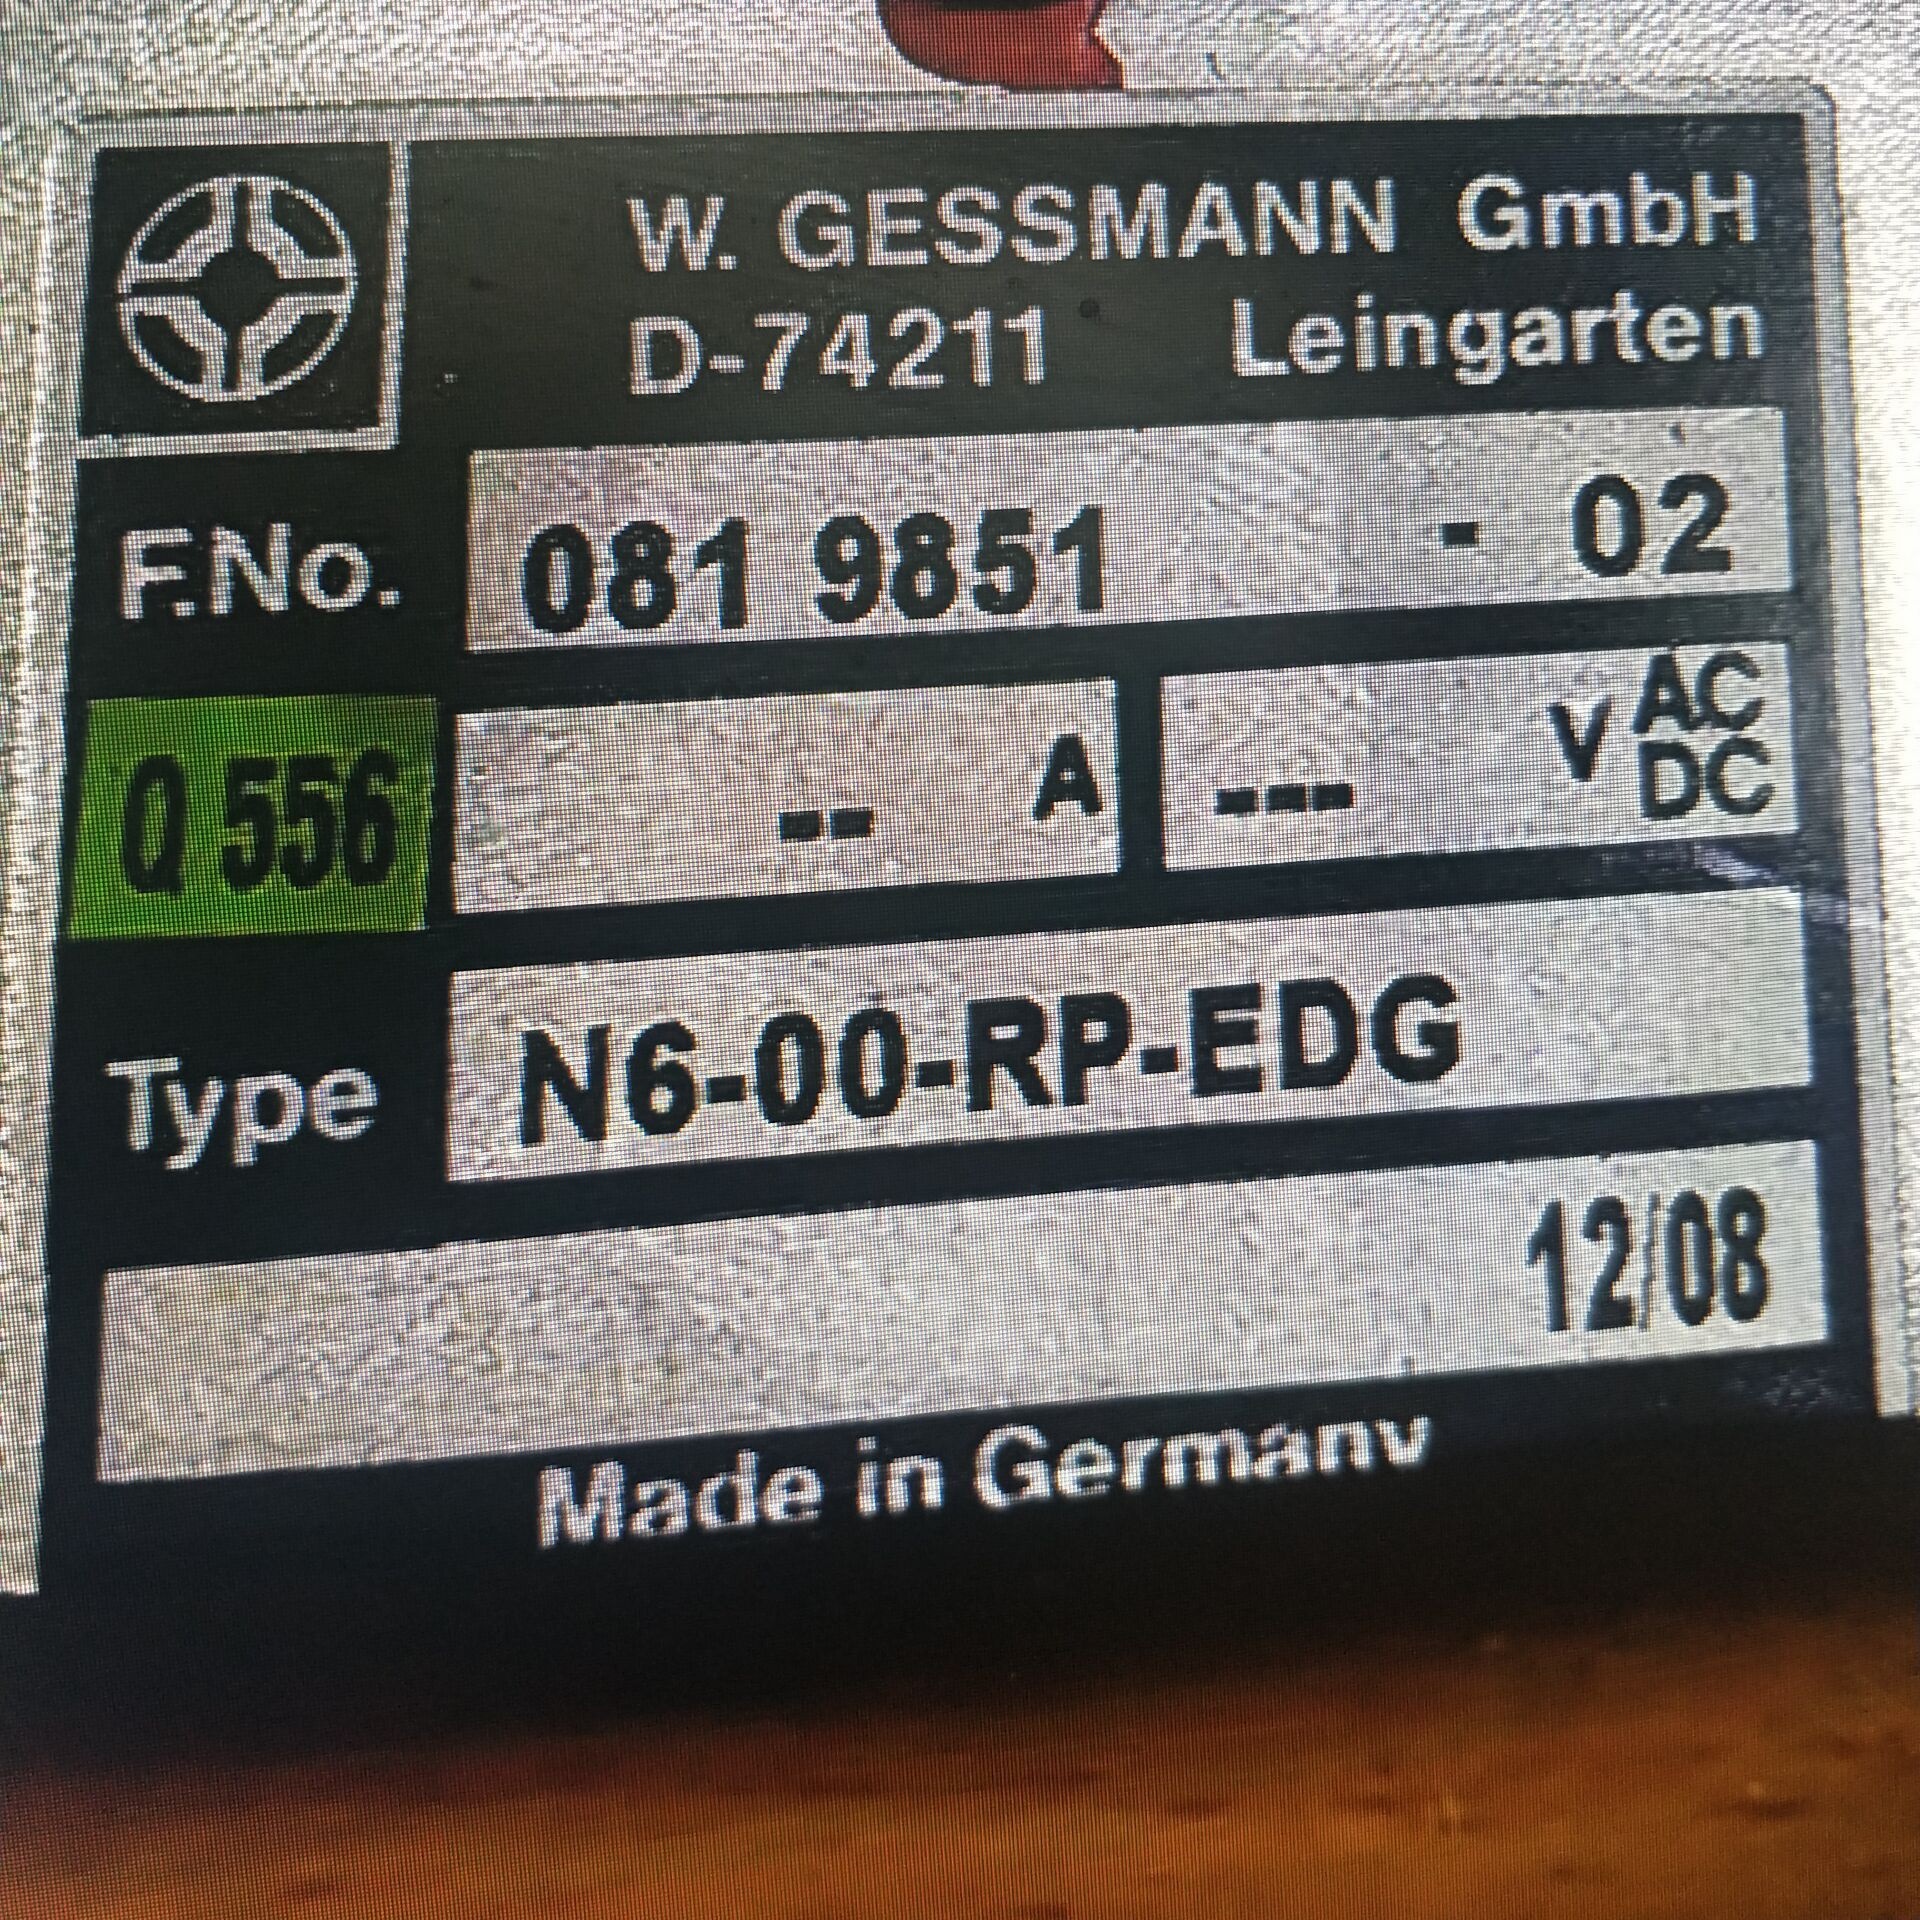 W. GESSMANN GmbH
D-74211 Leingarten
F.No. 081 9851 - 02
Q 556 -- A --- V AC DC
Type N6-00-RP-EDG
12/08
Made in Germany